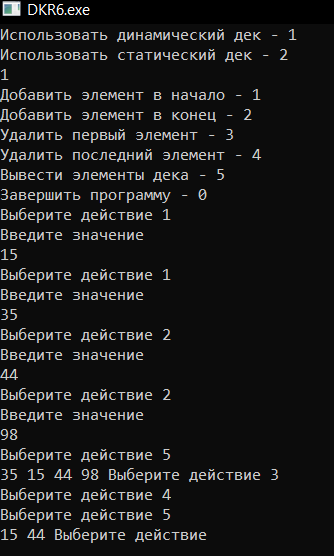 DKR6.exe
Использовать динамический дек - 1
Использовать статический дек - 2
1
Добавить элемент в начало - 1
Добавить элемент в конец - 2
Удалить первый элемент - 3
Удалить последний элемент - 4
Вывести элементы дека - 5
Завершить программу - 0
Выберите действие 1
Введите значение
15
Выберите действие 1
Введите значение
35
Выберите действие 2
Введите значение
44
Выберите действие 2
Введите значение
98
Выберите действие 5
35 15 44 98 Выберите действие 3
Выберите действие 4
Выберите действие 5
15 44 Выберите действие